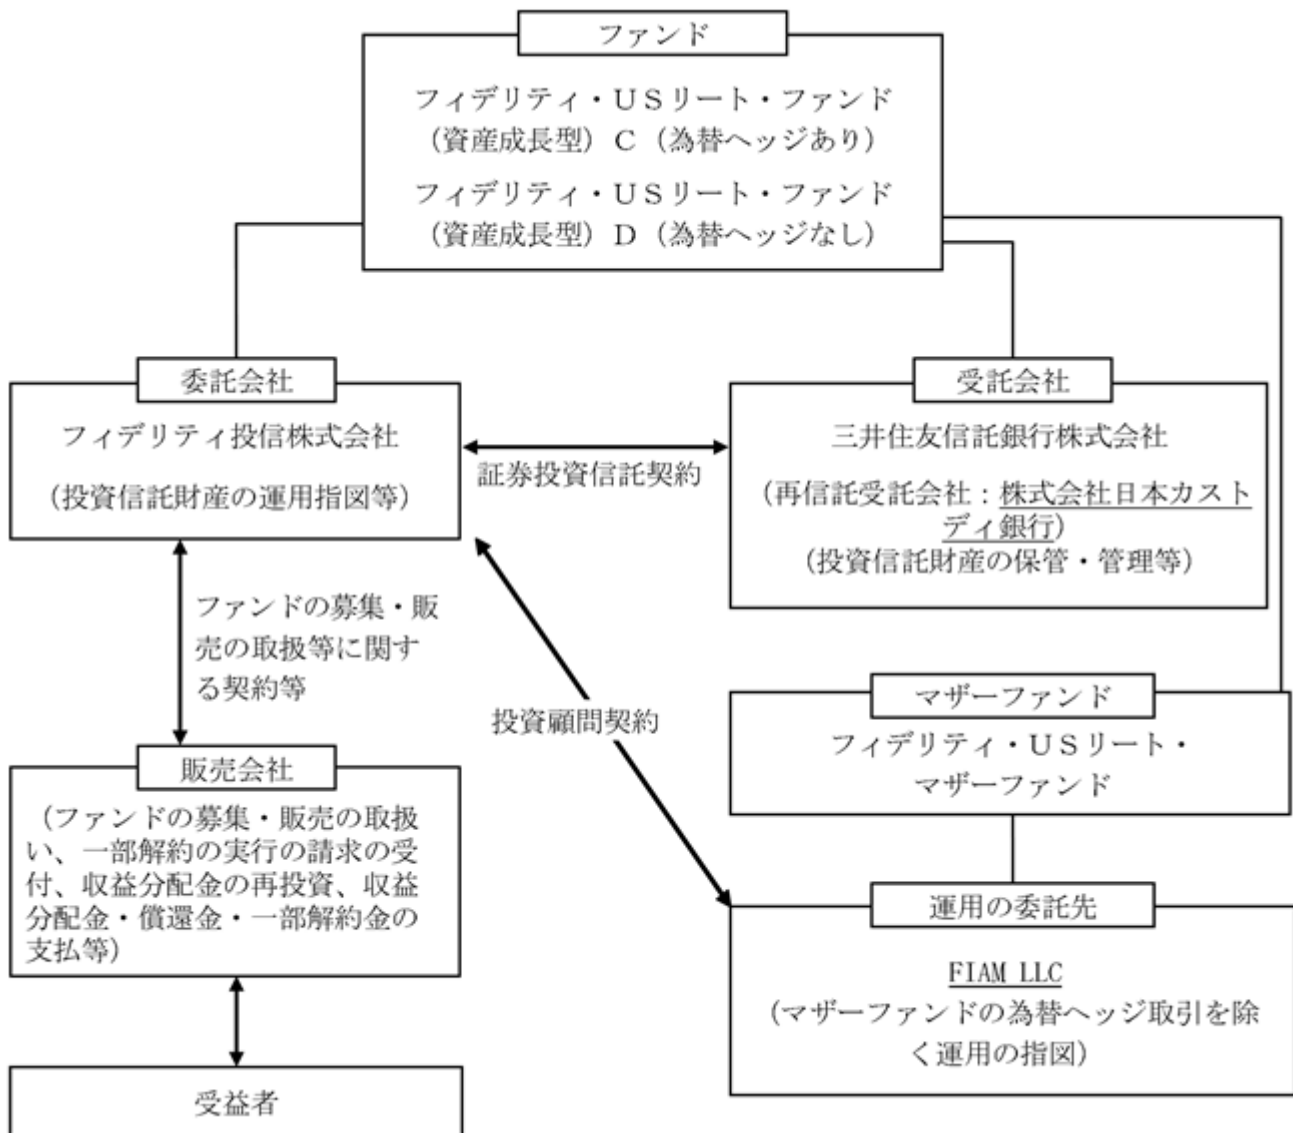 ファンド
フィデリティ・ＵＳリート・ファンド
（資産成長型）Ｃ（為替ヘッジあり）
フィデリティ・ＵＳリート・ファンド
（資産成長型）Ｄ（為替ヘッジなし）
委託会社
フィデリティ投信株式会社
（投資信託財産の運用指図等）
証券投資信託契約
受託会社
三井住友信託銀行株式会社
（再信託受託会社：株式会社日本カスト
ディ銀行）
（投資信託財産の保管・管理等）
ファンドの募集・販
売の取扱等に関す
る契約等
投資顧問契約
マザーファンド
フィデリティ・ＵＳリート・
マザーファンド
販売会社
（ファンドの募集・販売の取扱
い、一部解約の実行の請求の受
付、収益分配金の再投資、収益
分配金・償還金・一部解約金の
支払等）
運用の委託先
FIAM LLC
（マザーファンドの為替ヘッジ取引を除
く運用の指図）
受益者